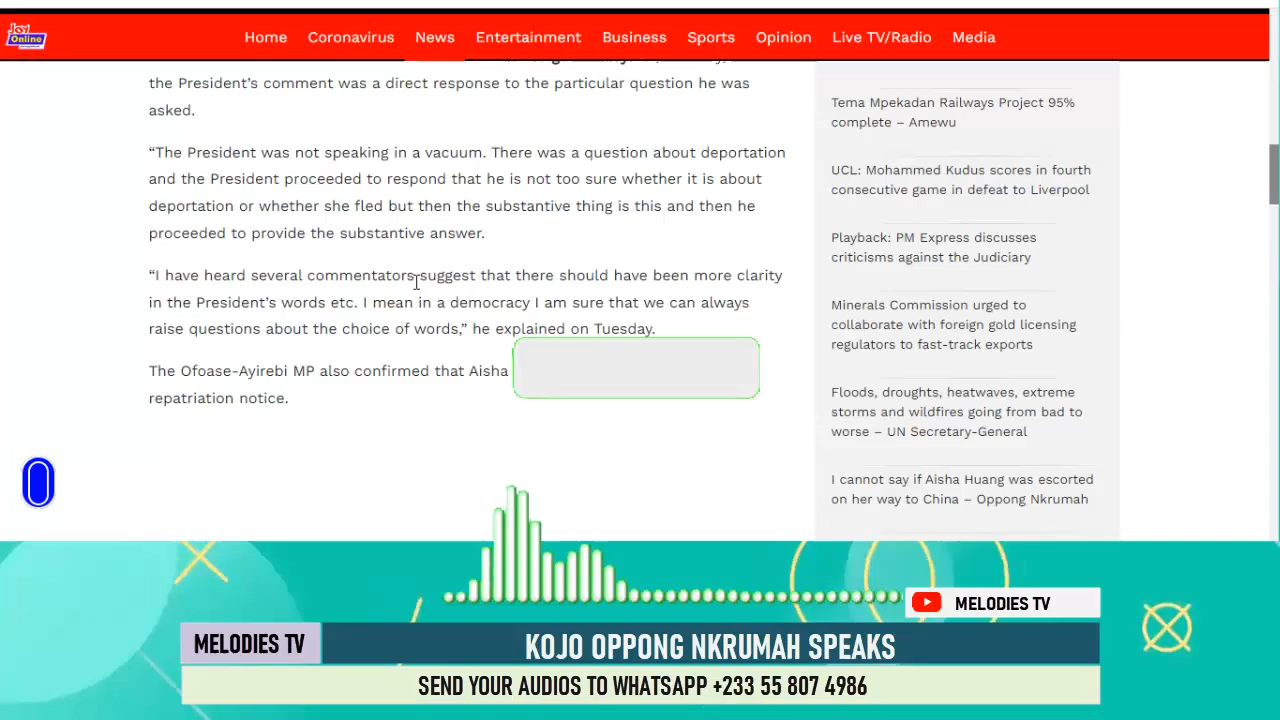 Joy
Online
Home Coronavirus News Entertainment Business Sports Opinion Live TV/Radio Media
the President’s comment was a direct response to the particular question he was
asked.
“The President was not speaking in a vacuum. There was a question about deportation
and the President proceeded to respond that he is not too sure whether it is about
deportation or whether she fled but then the substantive thing is this and then he
proceeded to provide the substantive answer.
“I have heard several commentators suggest that there should have been more clarity
in the President’s words etc. I mean in a democracy I am sure that we can always
raise questions about the choice of words,” he explained on Tuesday.
The Ofoase-Ayirebi MP also confirmed that Aisha
repatriation notice.
Tema Mpekadan Railways Project 95%
complete – Amewu
UCL: Mohammed Kudus scores in fourth
consecutive game in defeat to Liverpool
Playback: PM Express discusses
criticisms against the Judiciary
Minerals Commission urged to
collaborate with foreign gold licensing
regulators to fast-track exports
Floods, droughts, heatwaves, extreme
storms and wildfires going from bad to
worse – UN Secretary-General
I cannot say if Aisha Huang was escorted
on her way to China – Oppong Nkrumah
MELODIES TV
MELODIES TV
KOJO OPPONG NKRUMAH SPEAKS
SEND YOUR AUDIOS TO WHATSAPP +233 55 807 4986